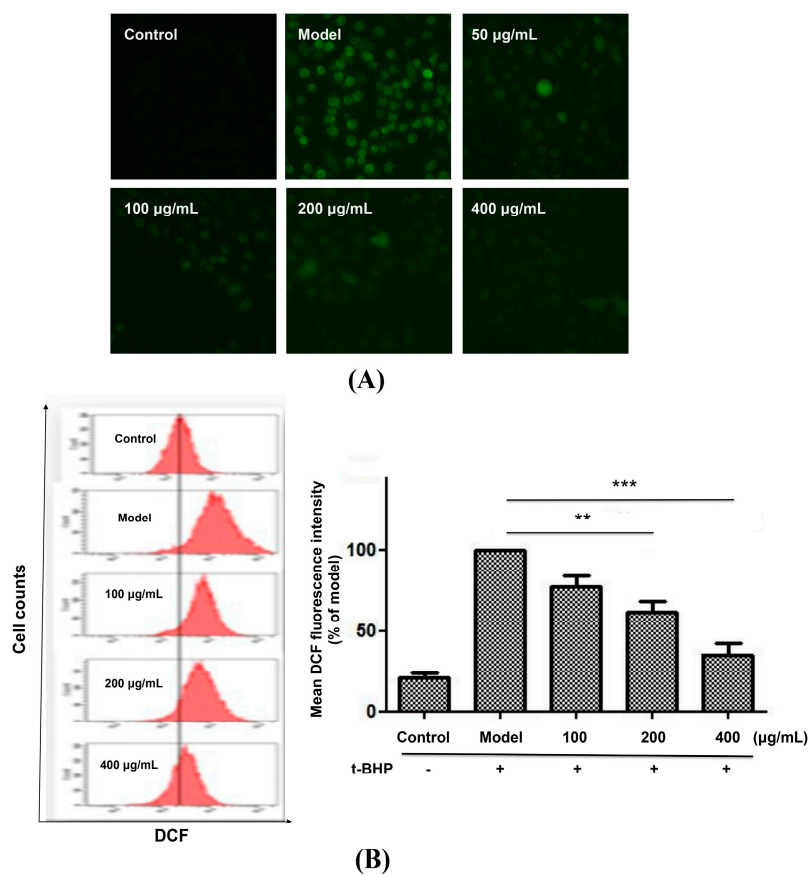 Control Model 50 µg/mL
100 µg/mL 200 µg/mL 400 µg/mL
(A)
Cell counts
Control
Model
100 µg/mL
200 µg/mL
400 µg/mL
DCF
Mean DCF fluorescence intensity
(% of model)
100
50
0
***
**
Control Model 100 200 400 (µg/mL)
t-BHP - + + + +
(B)